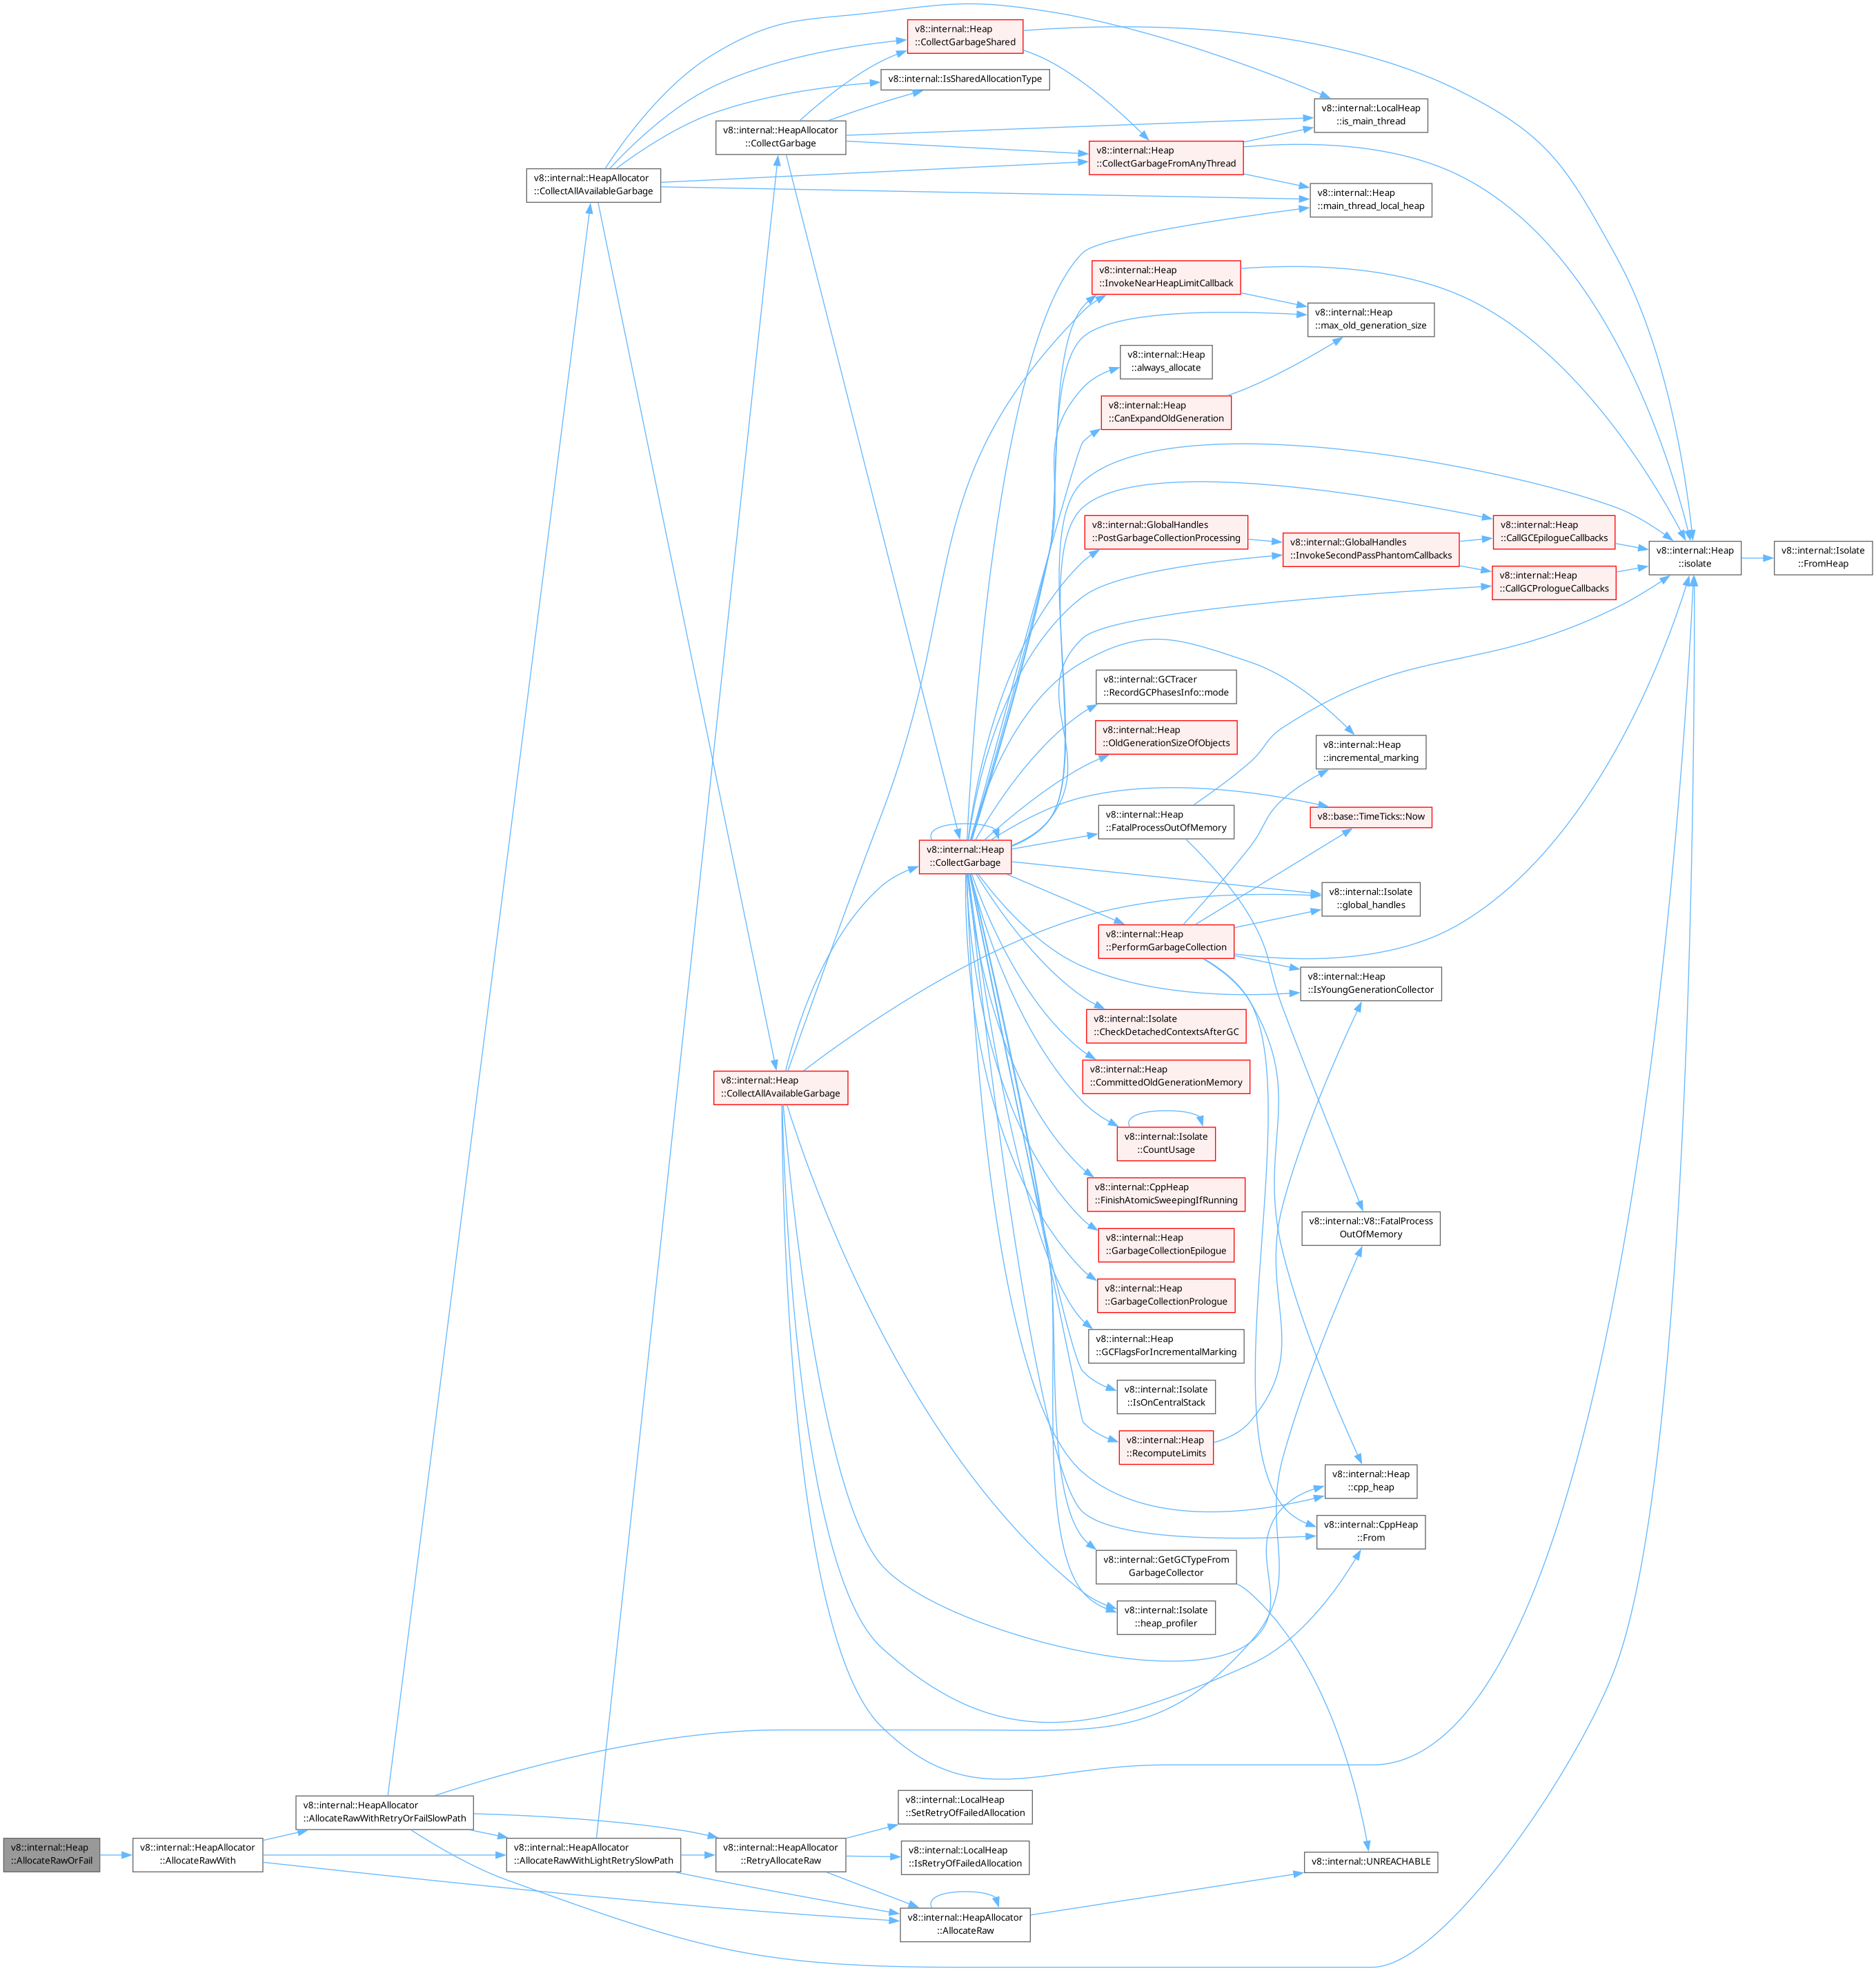 v8::internal::Heap
::AllocateRawOrFail
v8::internal::HeapAllocator
::AllocateRawWith
v8::internal::HeapAllocator
::AllocateRawWithRetryOrFailSlowPath
v8::internal::HeapAllocator
::CollectAllAvailableGarbage
v8::internal::HeapAllocator
::AllocateRawWithLightRetrySlowPath
v8::internal::HeapAllocator
::CollectGarbage
v8::internal::Heap
::CollectAllAvailableGarbage
v8::internal::HeapAllocator
::RetryAllocateRaw
v8::internal::Heap
::CollectGarbageShared
v8::internal::IsSharedAllocationType
v8::internal::Heap
::CollectGarbage
v8::internal::LocalHeap
::SetRetryOfFailedAllocation
v8::internal::LocalHeap
::IsRetryOfFailedAllocation
v8::internal::HeapAllocator
::AllocateRaw
v8::internal::Heap
::CollectGarbageFromAnyThread
v8::internal::Heap
::InvokeNearHeapLimitCallback
v8::internal::Heap
::always_allocate
v8::internal::Heap
::CanExpandOldGeneration
v8::internal::GlobalHandles
::PostGarbageCollectionProcessing
v8::internal::GCTracer
::RecordGCPhasesInfo::mode
v8::internal::Heap
::OldGenerationSizeOfObjects
v8::internal::Heap
::FatalProcessOutOfMemory
v8::internal::Heap
::PerformGarbageCollection
v8::internal::Isolate
::CheckDetachedContextsAfterGC
v8::internal::Heap
::CommittedOldGenerationMemory
v8::internal::Isolate
::CountUsage
v8::internal::CppHeap
::FinishAtomicSweepingIfRunning
v8::internal::Heap
::GarbageCollectionEpilogue
v8::internal::Heap
::GarbageCollectionPrologue
v8::internal::Heap
::GCFlagsForIncrementalMarking
v8::internal::Isolate
::IsOnCentralStack
v8::internal::Heap
::RecomputeLimits
v8::internal::GetGCTypeFrom
GarbageCollector
v8::internal::Isolate
::heap_profiler
v8::internal::LocalHeap
::is_main_thread
v8::internal::Heap
::main_thread_local_heap
v8::internal::Heap
::max_old_generation_size
v8::internal::GlobalHandles
::InvokeSecondPassPhantomCallbacks
v8::internal::Heap
::incremental_marking
v8::base::TimeTicks::Now
v8::internal::Isolate
::global_handles
v8::internal::Heap
::IsYoungGenerationCollector
v8::internal::V8::FatalProcess
OutOfMemory
v8::internal::Heap
::cpp_heap
v8::internal::CppHeap
::From
v8::internal::UNREACHABLE
v8::internal::Heap
::CallGCEpilogueCallbacks
v8::internal::Heap
::CallGCPrologueCallbacks
v8::internal::Heap
::isolate
v8::internal::Isolate
::FromHeap